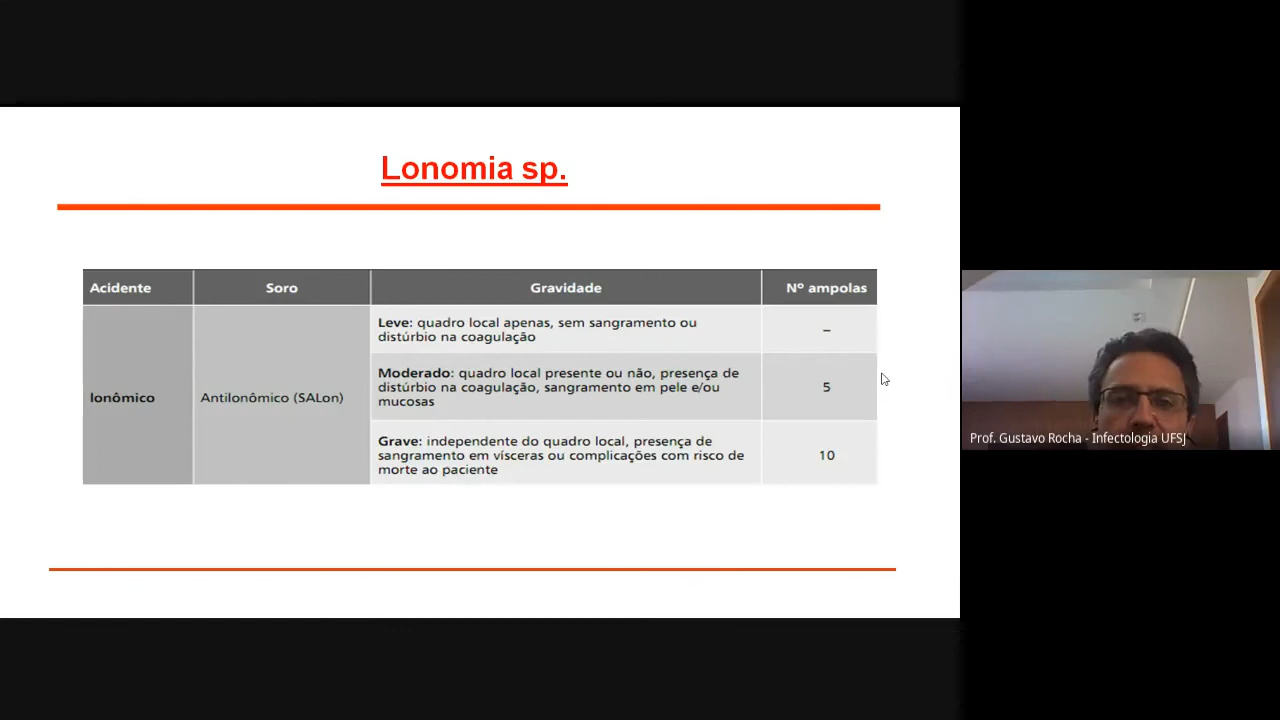 Lonomia sp.
Acidente
Soro
Gravidade
Nº ampolas
lonômico
Antilonômico (SALon)
Leve: quadro local apenas, sem sangramento ou
distúrbio na coagulação
–
Moderado: quadro local presente ou não, presença de
distúrbio na coagulação, sangramento em pele e/ou
mucosas
5
Grave: independente do quadro local, presença de
sangramento em vísceras ou complicações com risco de
morte ao paciente
10
Prof. Gustavo Rocha - Infectologia UFSJ